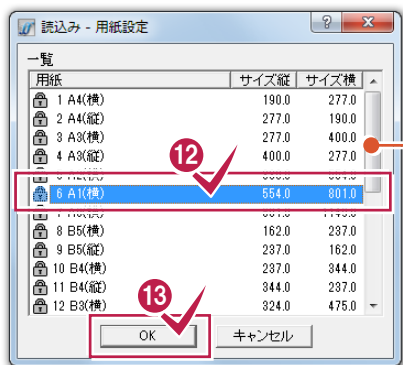 読込み - 用紙設定
一覧
用紙 サイズ縦 サイズ横
1 A4(横) 190.0 277.0
2 A4(縦) 277.0 190.0
3 A3(横) 277.0 400.0
4 A3(縦) 400.0 277.0
⑫
6 A1(横) 554.0 801.0
8 B5(横) 162.0 237.0
9 B5(縦) 237.0 162.0
10 B4(横) 237.0 344.0
11 B4(縦) 344.0 237.0
12 B3(横) 324.0 475.0
⑬
OK キャンセル